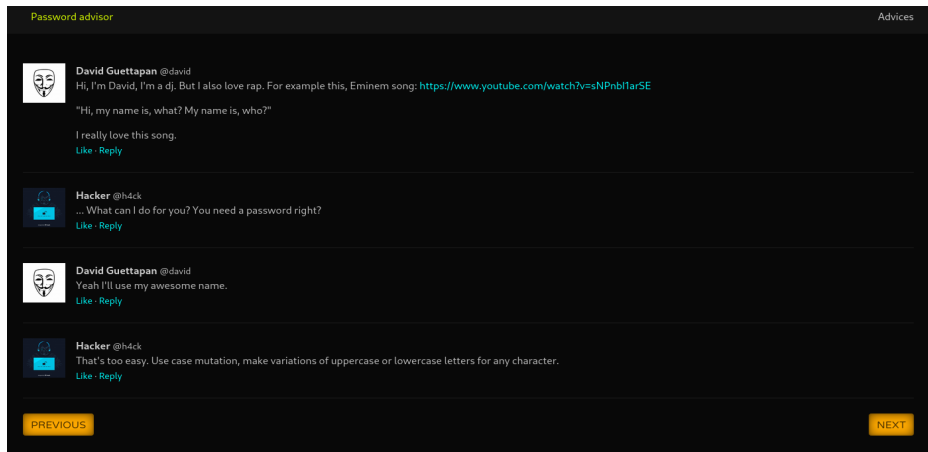 Password advisor
Advices
David Guettapan @david
Hi, I'm David, I'm a dj. But I also love rap. For example this, Eminem song: https://www.youtube.com/watch?v=sNPnbI1arSE
"Hi, my name is, what? My name is, who?"
I really love this song.
Like · Reply
Hacker @h4ck
... What can I do for you? You need a password right?
Like · Reply
David Guettapan @david
Yeah I'll use my awesome name.
Like · Reply
Hacker @h4ck
That's too easy. Use case mutation, make variations of uppercase or lowercase letters for any character.
Like · Reply
PREVIOUS
NEXT